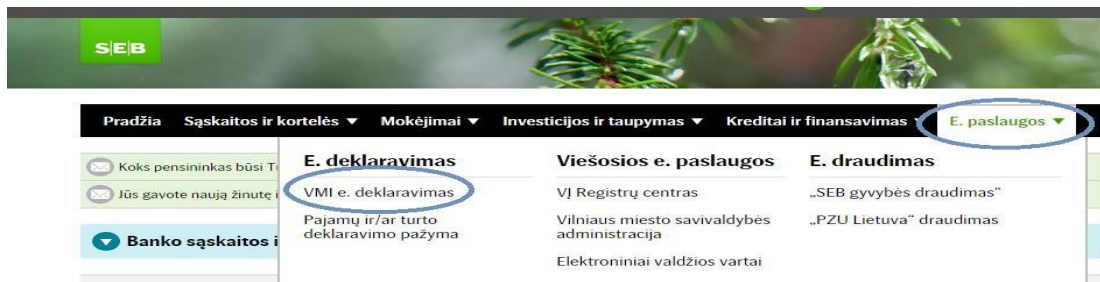 S|E|B
Pradžia Sąskaitos ir kortelės ▼ Mokėjimai ▼ Investicijos ir taupymas ▼ Kreditai ir finansavimas E. paslaugos ▼
Koks pensininkas būsi
Jūs gavote naują žinutę
Banko sąskaitos
E. deklaravimas
VMI e. deklaravimas
Pajamų ir/ar turto
deklaravimo pažyma
Viešosios e. paslaugos
VĮ Registrų centras
Vilniaus miesto savivaldybės
administracija
Elektroniniai valdžios vartai
E. draudimas
„SEB gyvybės draudimas“
„PZU Lietuva“ draudimas